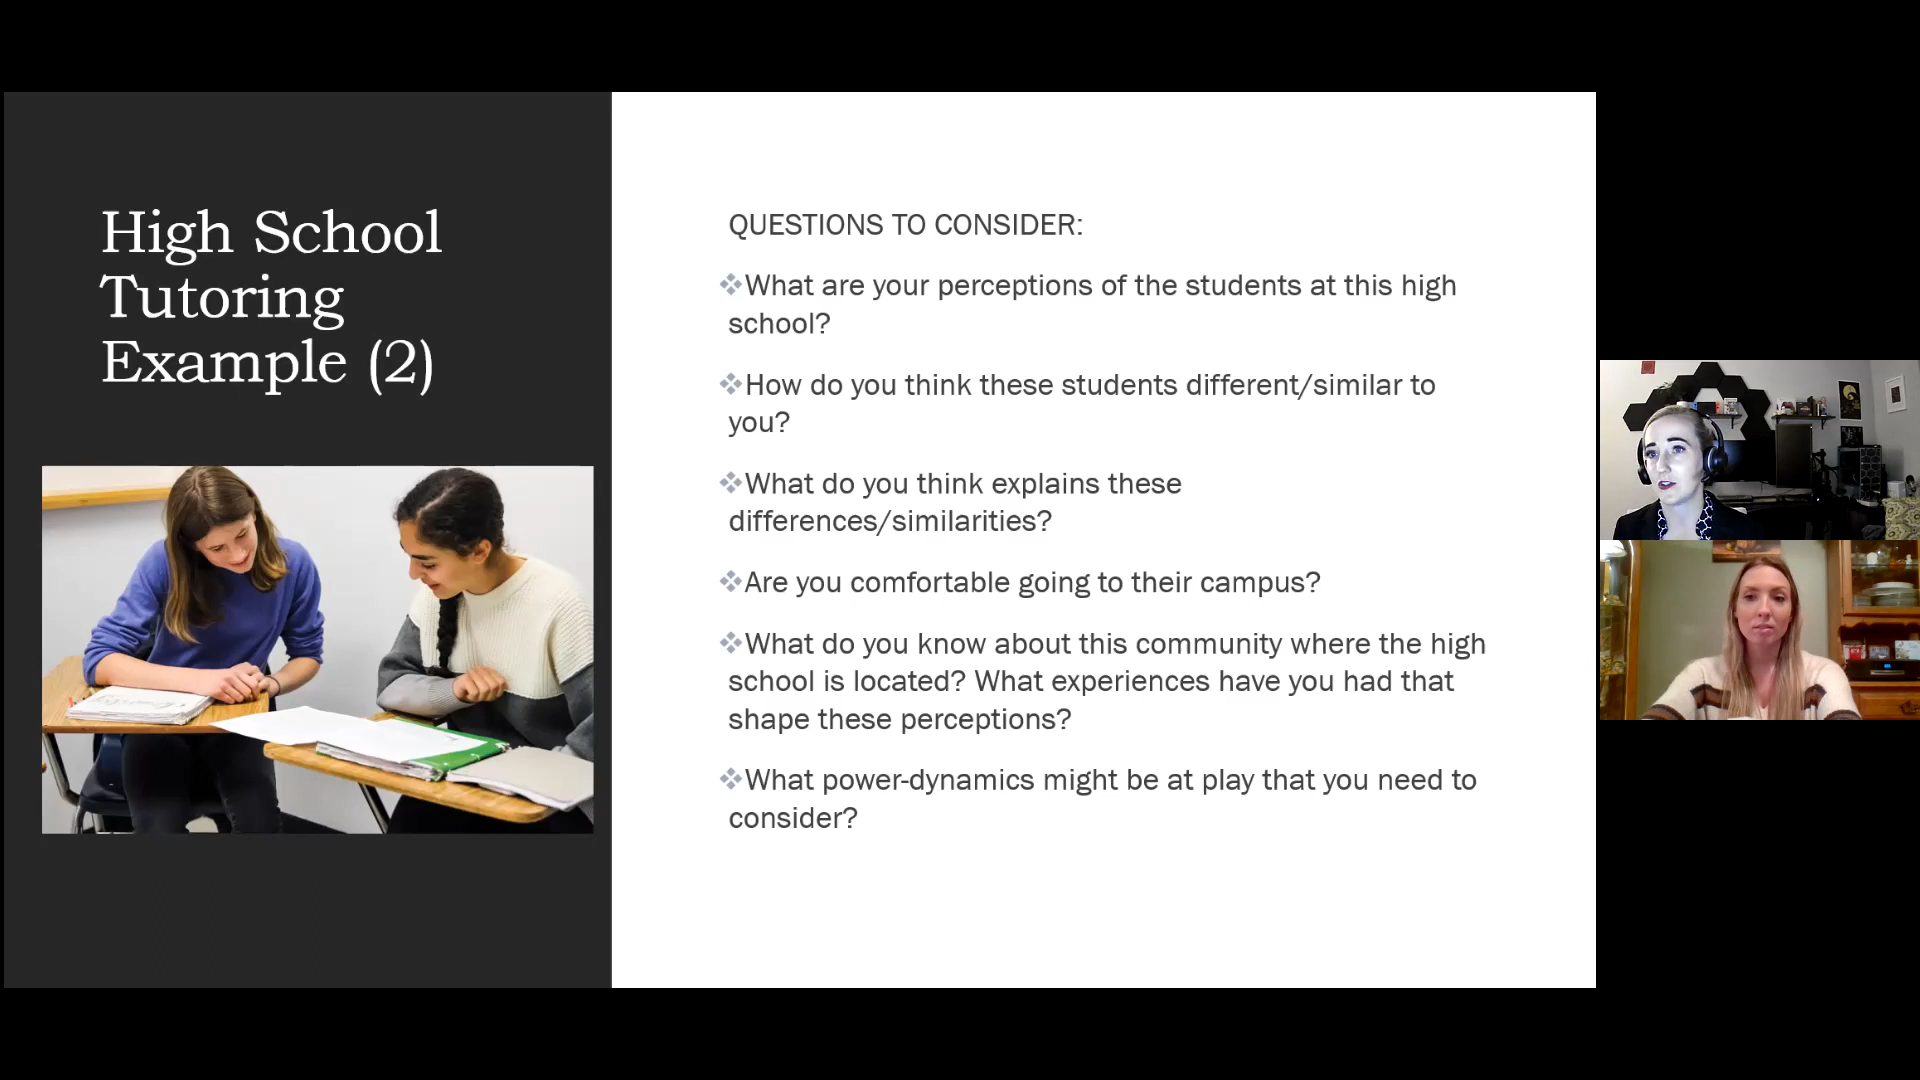 High School
Tutoring
Example (2)
QUESTIONS TO CONSIDER:
❖What are your perceptions of the students at this high
school?
❖How do you think these students different/similar to
you?
❖What do you think explains these
differences/similarities?
❖Are you comfortable going to their campus?
❖What do you know about this community where the high
school is located? What experiences have you had that
shape these perceptions?
❖What power-dynamics might be at play that you need to
consider?